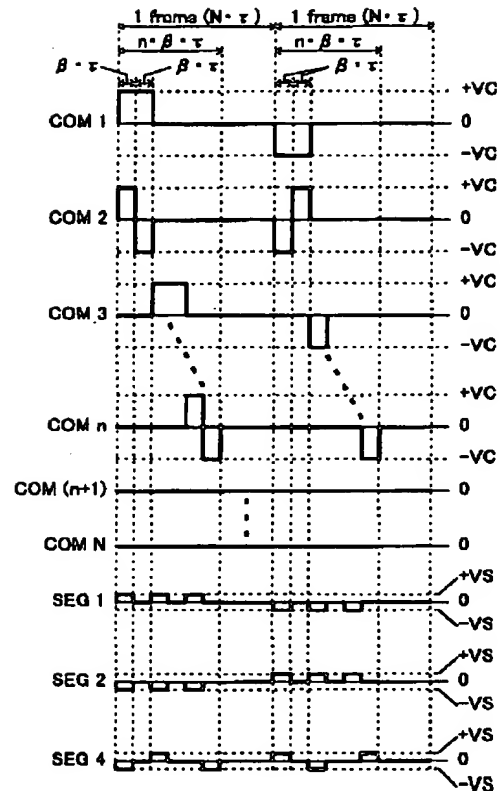 1 frame (N・τ) 1 frame (N・τ)
n・β・τ n・β・τ
β・τ β・τ β・τ
+VC
COM 1 0
-VC
+VC
COM 2 0
-VC
+VC
COM 3 0
-VC
+VC
COM n 0
-VC
COM (n+1) 0
COM N 0
+VS
SEG 1 0
-VS
+VS
SEG 2 0
-VS
+VS
SEG 4 0
-VS